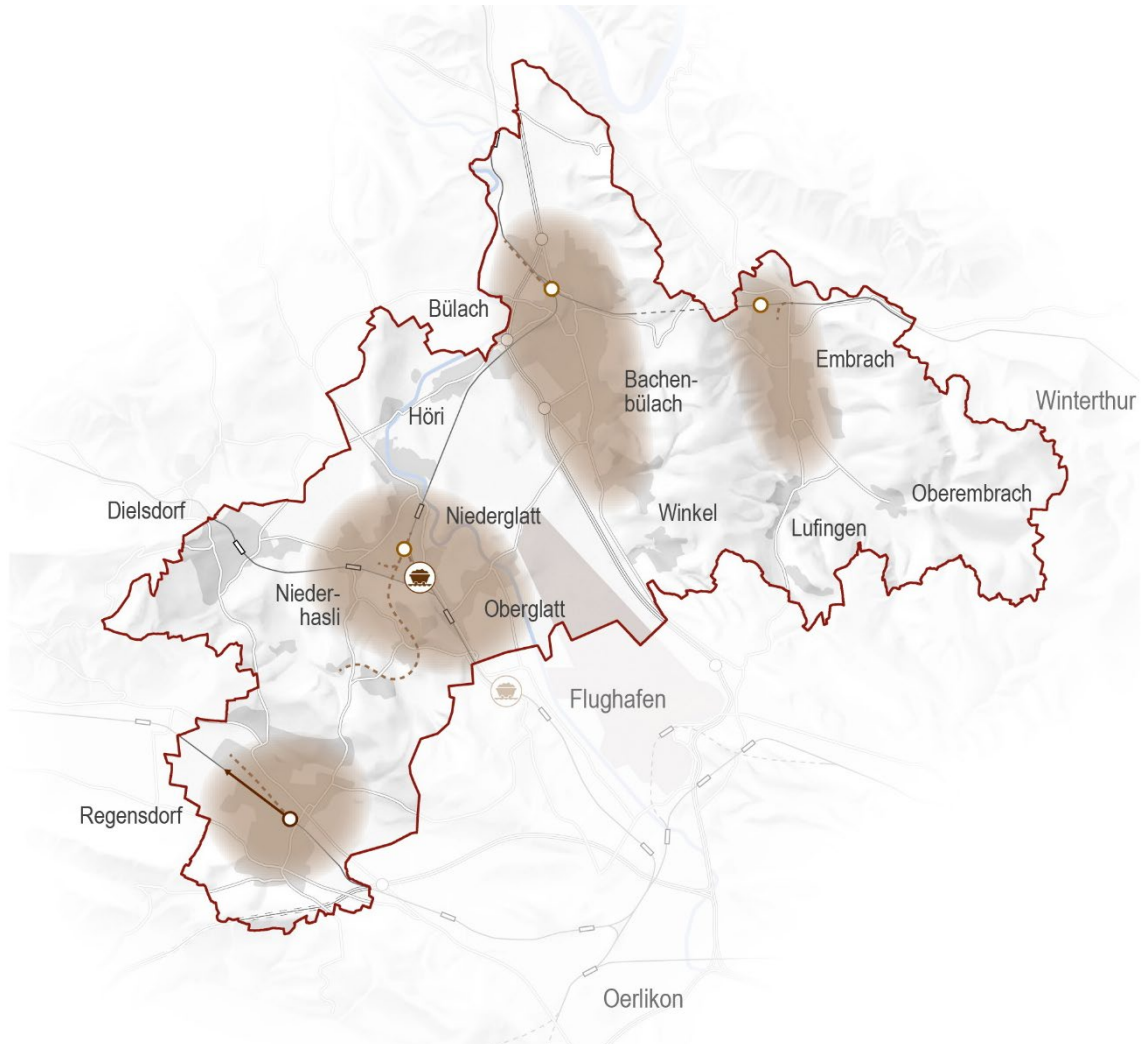 Bülach
Embrach
Bachen-
bülach
Winterthur
Höri
Oberembrach
Dielsdorf
Niederglatt
Winkel
Lufingen
Nieder-
hasli
Oberglatt
Flughafen
Regensdorf
Oerlikon